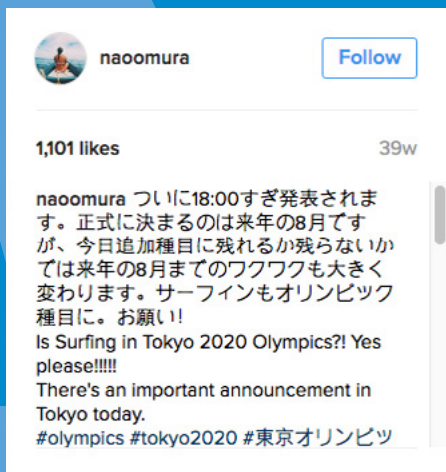 naoomura
Follow
1,101 likes
39w
naoomura ついに18:00すぎ発表されま
す。正式に決まるのは来年の8月です
が、今日追加種目に残れるか残らないか
では来年の8月までのワクワクも大きく
変わります。サーフィンもオリンピック
種目に。お願い!
Is Surfing in Tokyo 2020 Olympics?! Yes
please!!!!!
There's an important announcement in
Tokyo today.
#olympics #tokyo2020 #東京オリンピッ